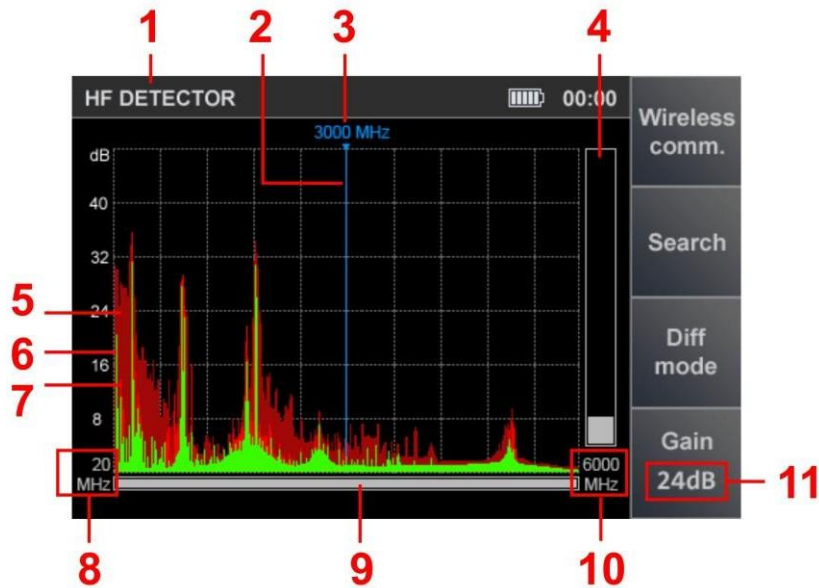 1
2
3
4
HF DETECTOR
00:00
Wireless
comm.
3000 MHz
dB
40
Search
32
5
24
6
Diff
mode
16
7
8
Gain
20
MHz
6000
MHz
24dB
11
8
9
10